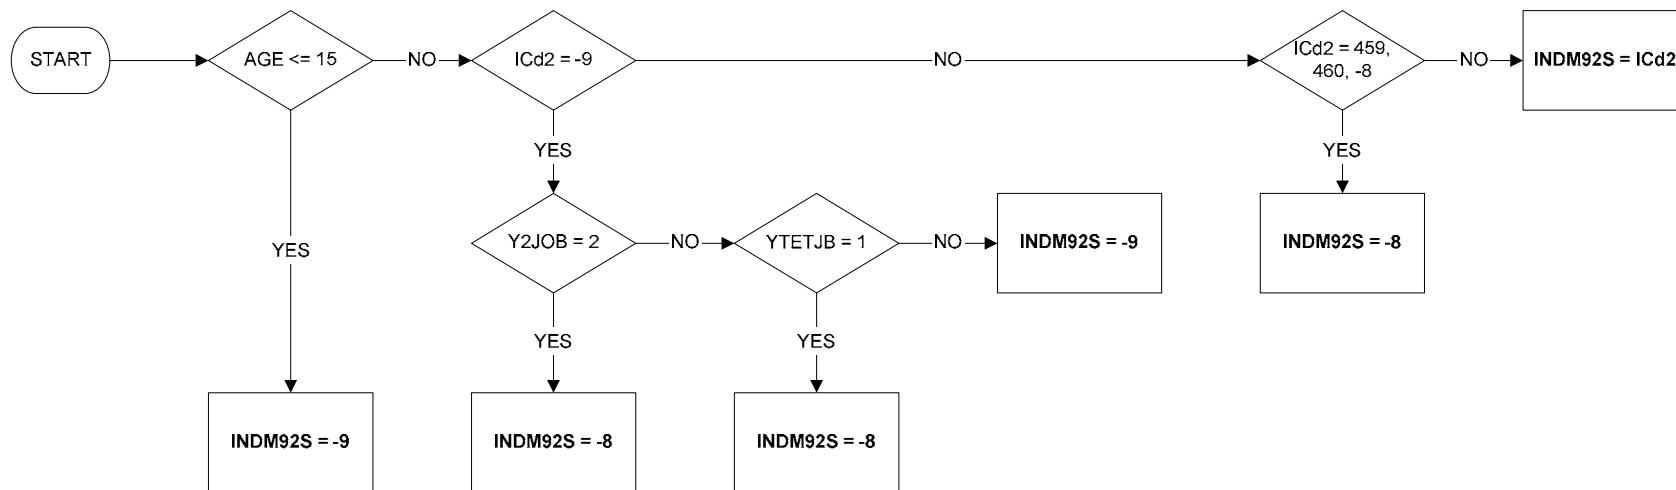 START
AGE <= 15
NO
ICd2 = -9
NO
ICd2 = 459,
460, -8
NO
INDM92S = ICd2
YES
YES
YES
Y2JOB = 2
NO
YTETJB = 1
NO
INDM92S = -9
INDM92S = -8
YES
YES
INDM92S = -9
INDM92S = -8
INDM92S = -8